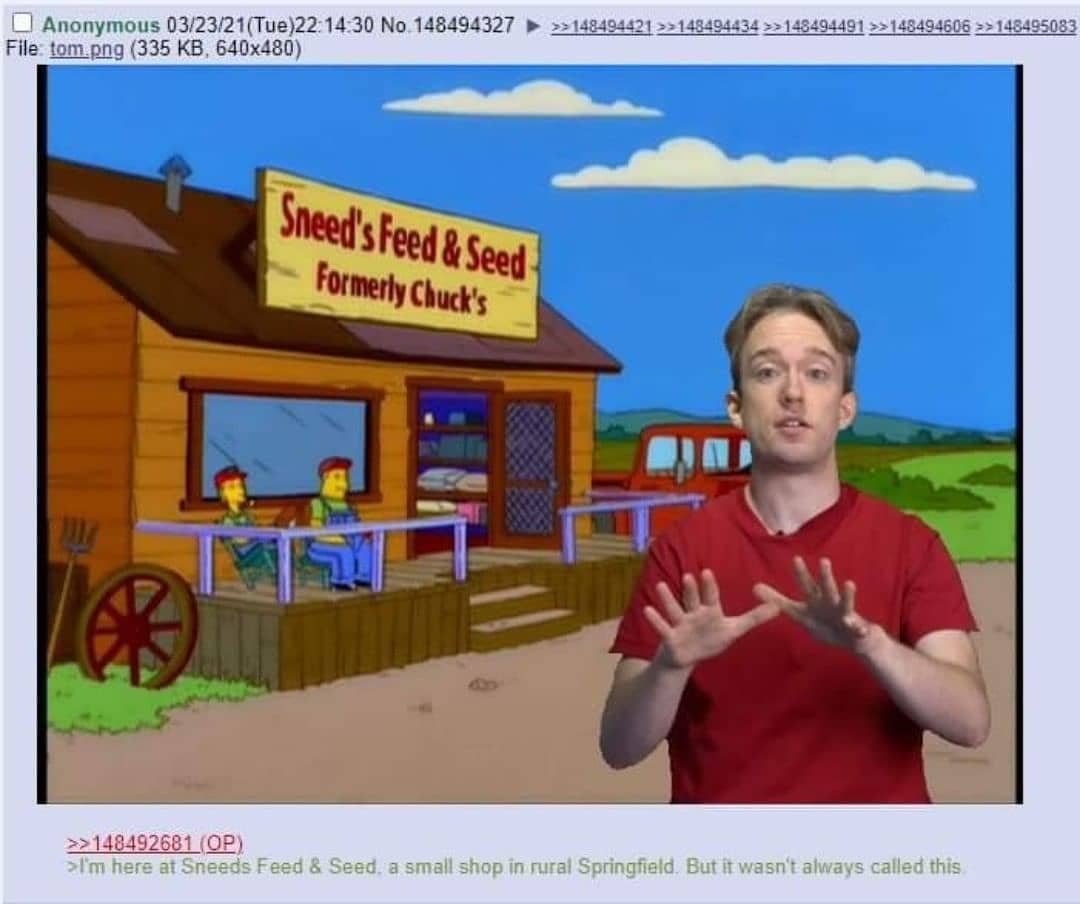 Anonymous 03/23/21(Tue)22:14:30 No.148494327 ▶ >>148494421 >>148494434 >>148494491 >>148494606 >>148495083
File: tom.png (335 KB, 640x480)
Sneed's Feed & Seed
Formerly Chuck's
>>148492681 (OP)
>I'm here at Sneeds Feed & Seed, a small shop in rural Springfield. But it wasn't always called this.